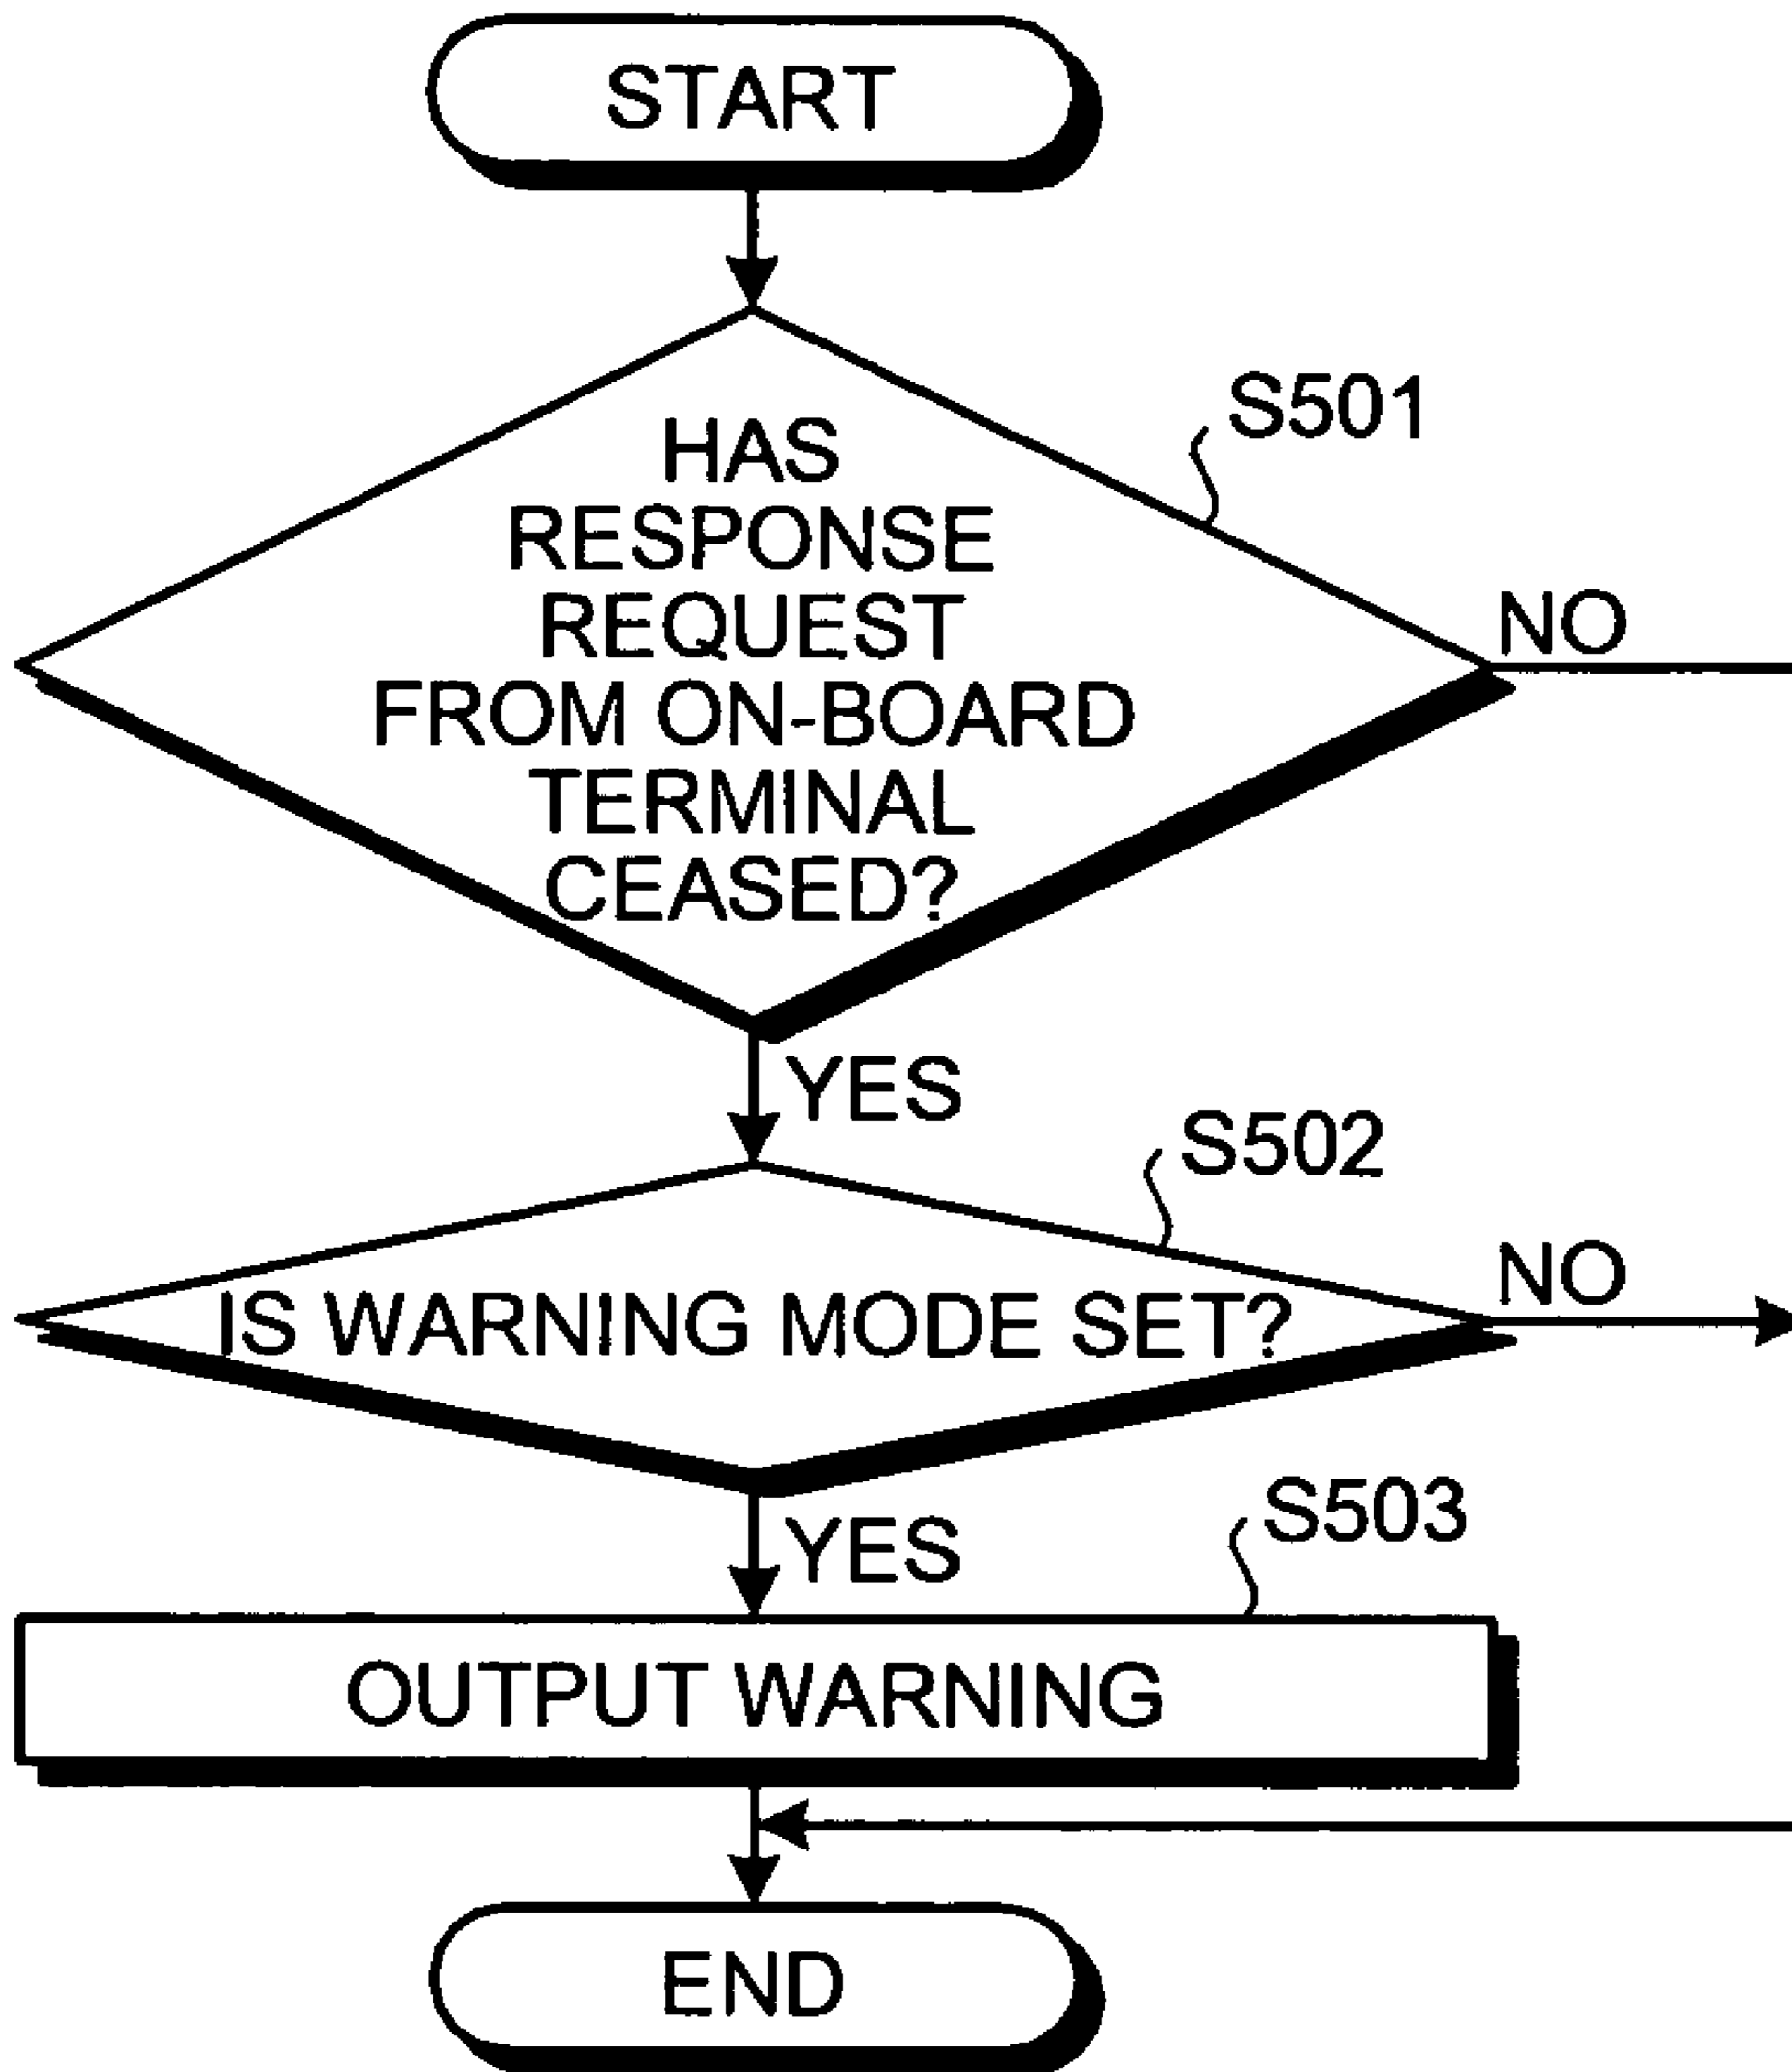 START
S501
HAS
RESPONSE
REQUEST
FROM ON-BOARD
TERMINAL
CEASED?
NO
YES
S502
IS WARNING MODE SET?
NO
YES
S503
OUTPUT WARNING
END